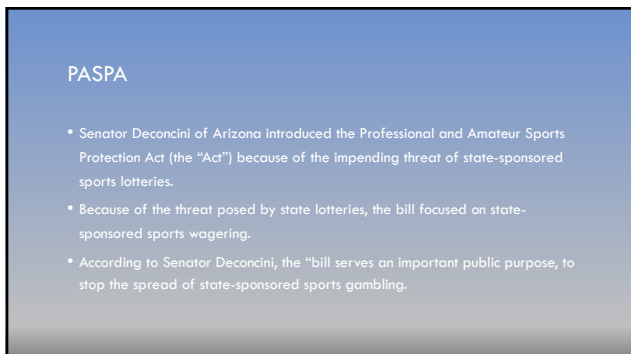 PASPA
• Senator Deconcini of Arizona introduced the Professional and Amateur Sports
Protection Act (the “Act”) because of the impending threat of state-sponsored
sports lotteries.
• Because of the threat posed by state lotteries, the bill focused on state-
sponsored sports wagering.
• According to Senator Deconcini, the “bill serves an important public purpose, to
stop the spread of state-sponsored sports gambling.